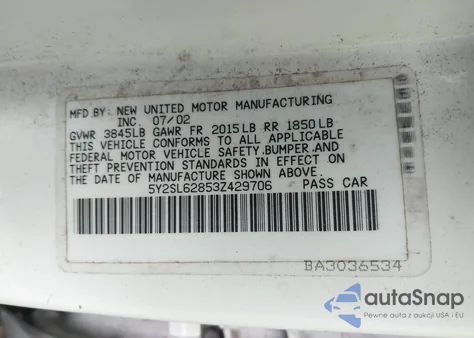 MFD.BY: NEW UNITED MOTOR MANUFACTURING
INC. 07/02
GVWR 3845LB GAWR FR 2015LB RR 1850LB
THIS VEHICLE CONFORMS TO ALL APPLICABLE
FEDERAL MOTOR VEHICLE SAFETY,BUMPER,AND
THEFT PREVENTION STANDARDS IN EFFECT ON
THE DATE OF MANUFACTURE SHOWN ABOVE.
5Y2SL62853Z429706 PASS CAR
BA3036534
autoSnap
Pewne auta z aukcji USA i EU